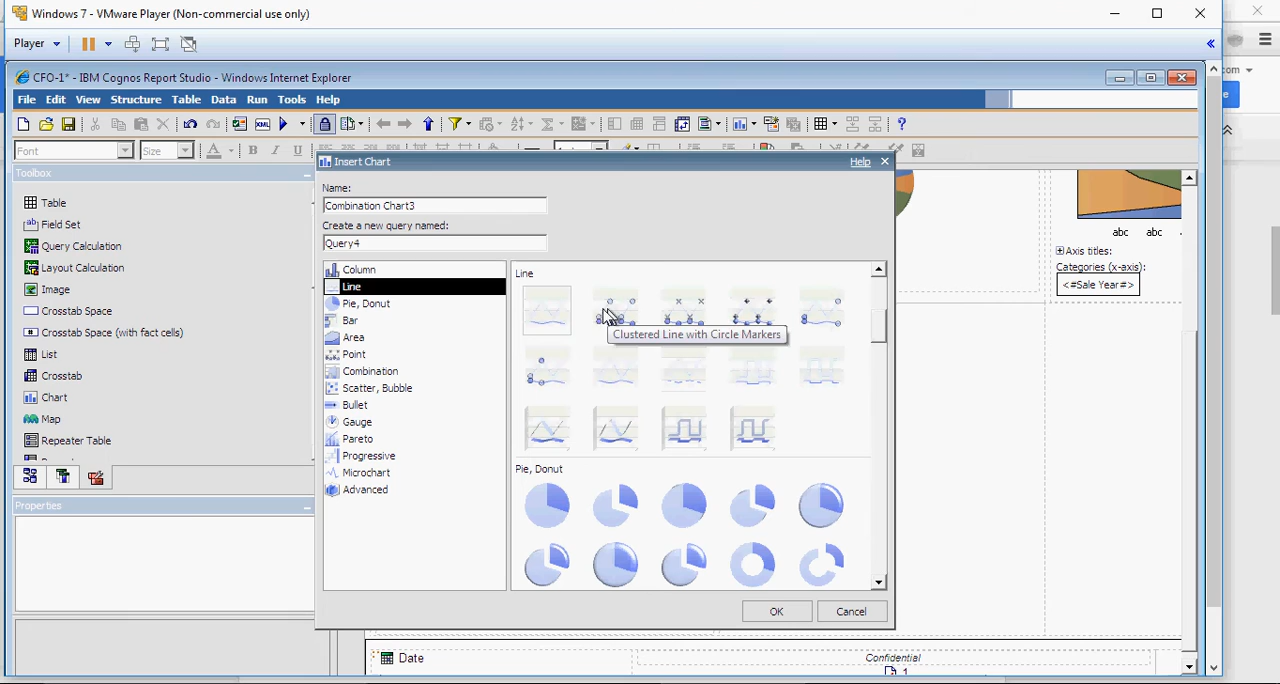 Windows 7 - VMware Player (Non-commercial use only)
Player
com
CFO-1* - IBM Cognos Report Studio - Windows Internet Explorer
File Edit View Structure Table Data Run Tools Help
Font Size A B I U
Toolbox
Table
Field Set
Query Calculation
Layout Calculation
Image
Crosstab Space
Crosstab Space (with fact cells)
List
Crosstab
Chart
Map
Repeater Table
Properties
Insert Chart Help
Name:
Combination Chart3
Create a new query named:
Query4
Column
Line
Pie, Donut
Bar
Area
Point
Combination
Scatter, Bubble
Bullet
Gauge
Pareto
Progressive
Microchart
Advanced
Line
Clustered Line with Circle Markers
Pie, Donut
OK Cancel
abc abc
Axis titles:
Categories (x-axis):
<#Sale Year#>
Date
Confidential
1